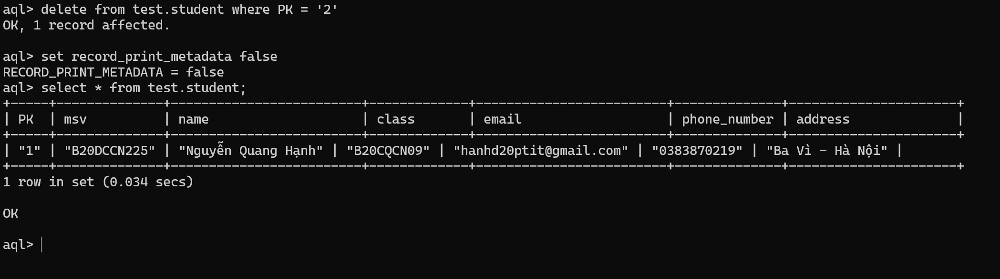 aql> delete from test.student where PK = '2'
OK, 1 record affected.
aql> set record_print_metadata false
RECORD_PRINT_METADATA = false
aql> select * from test.student;
+-----+--------------+-------------------------+-------------+-------------------------+--------------+----------------------+
| PK  | msv          | name                    | class       | email                   | phone_number | address              |
+-----+--------------+-------------------------+-------------+-------------------------+--------------+----------------------+
| "1" | "B20DCCN225" | "Nguyễn Quang Hạnh" | "B20CQCN09" | "hanhd20ptit@gmail.com" | "0383870219" | "Ba Vì - Hà Nội" |
+-----+--------------+-------------------------+-------------+-------------------------+--------------+----------------------+
1 row in set (0.034 secs)
OK
aql>